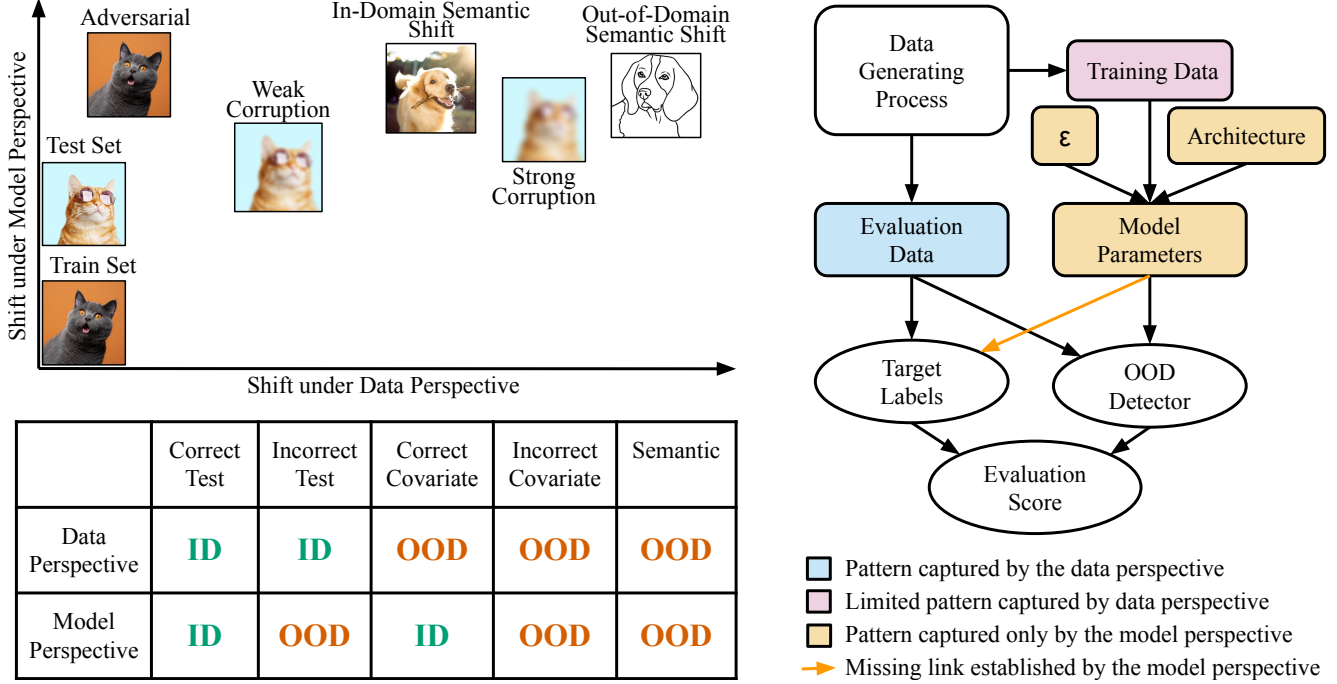 Adversarial
In-Domain Semantic
Shift
Out-of-Domain
Semantic Shift
Weak
Corruption
Test Set
Strong
Corruption
Train Set
Shift under Model Perspective
Shift under Data Perspective
Correct
Test
Incorrect
Test
Correct
Covariate
Incorrect
Covariate
Semantic
Data
Perspective
ID
ID
OOD
OOD
OOD
Model
Perspective
ID
OOD
ID
OOD
OOD
Data
Generating
Process
Training Data
ε
Architecture
Evaluation
Data
Model
Parameters
Target
Labels
OOD
Detector
Evaluation
Score
Pattern captured by the data perspective
Limited pattern captured by data perspective
Pattern captured only by the model perspective
Missing link established by the model perspective